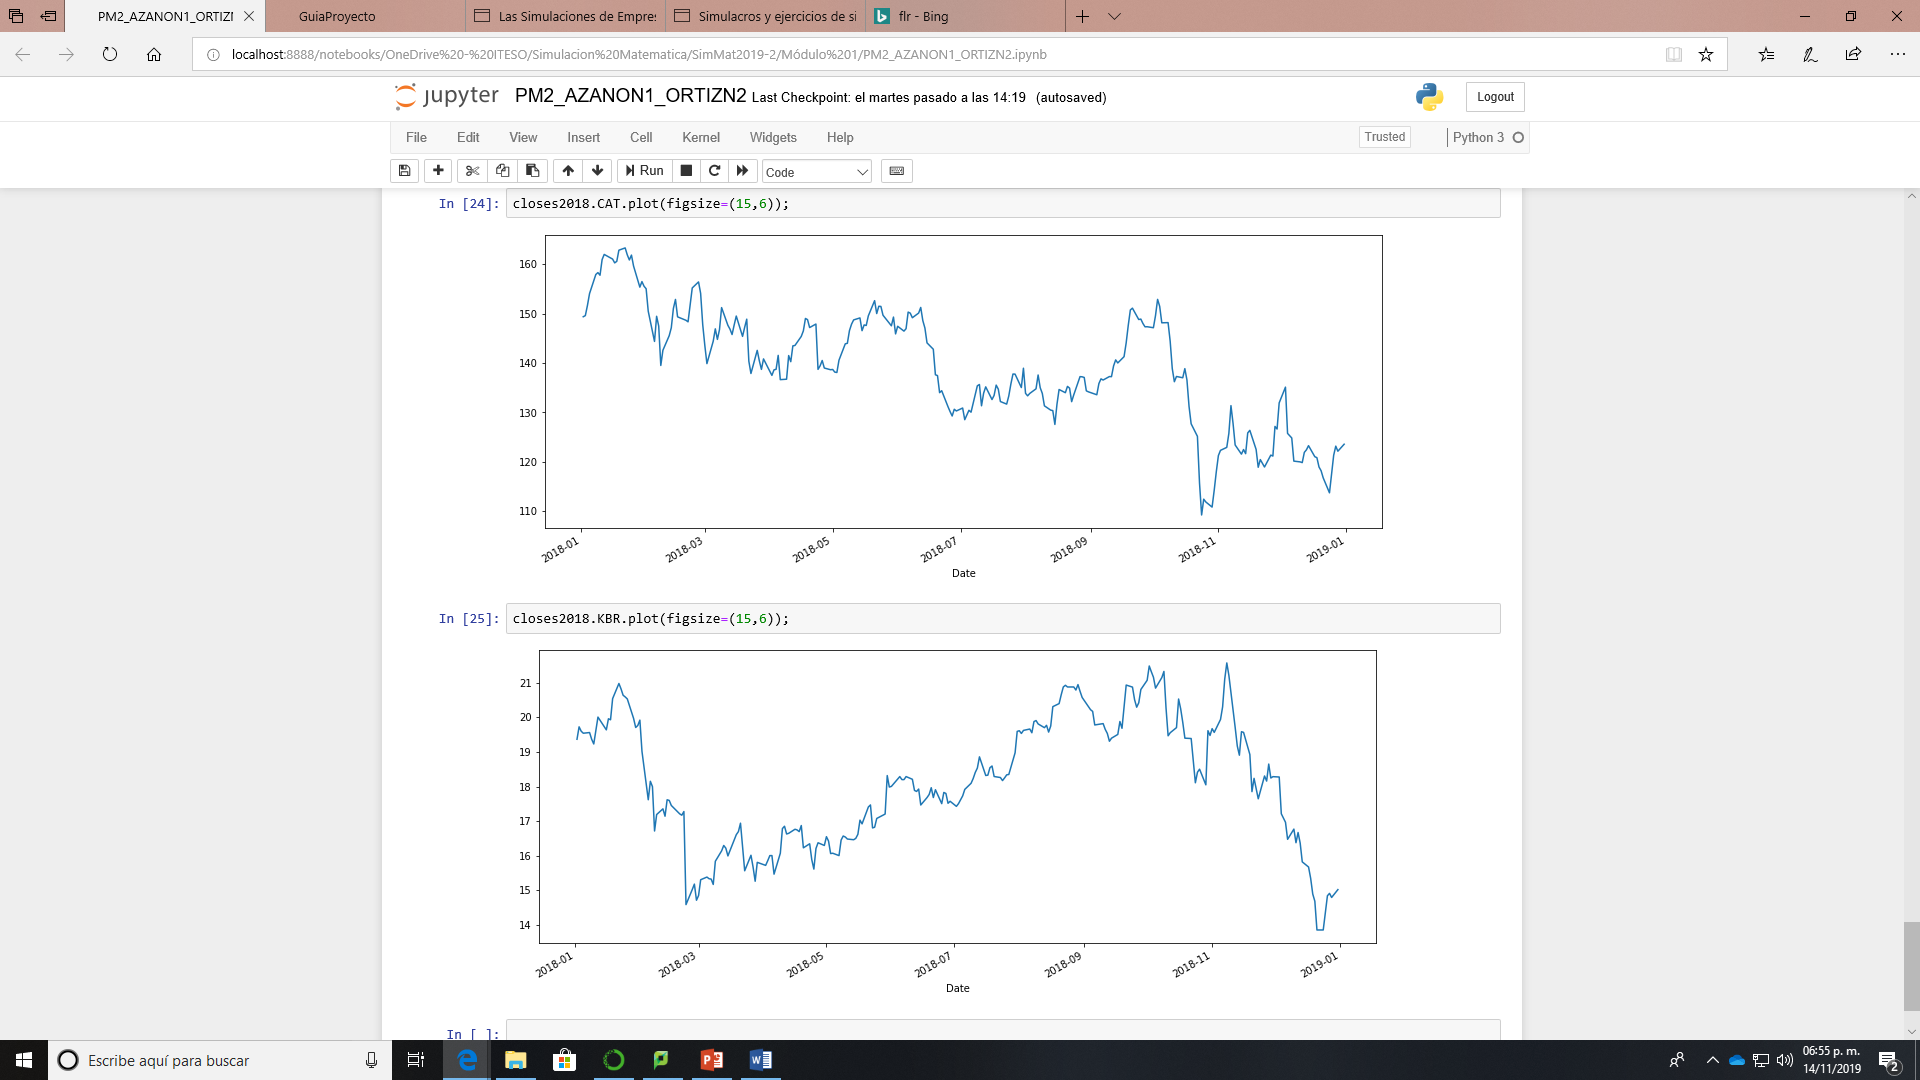 PM2_AZANON1_ORTIZI
GuiaProyecto
Las Simulaciones de Empres
Simulacros y ejercicios de si
flr - Bing
localhost:8888/notebooks/OneDrive%20-%20ITESO/Simulacion%20Matematica/SimMat2019-2/Módulo%201/PM2_AZANON1_ORTIZN2.ipynb
jupyter PM2_AZANON1_ORTIZN2 Last Checkpoint: el martes pasado a las 14:19 (autosaved)
Logout
File Edit View Insert Cell Kernel Widgets Help
Trusted
Python 3
Run
Code
In [24]: closes2018.CAT.plot(figsize=(15,6));
160
150
140
130
120
110
2018-01 2018-03 2018-05 2018-07 2018-09 2018-11 2019-01
Date
In [25]: closes2018.KBR.plot(figsize=(15,6));
21
20
19
18
17
16
15
14
2018-01 2018-03 2018-05 2018-07 2018-09 2018-11 2019-01
Date
In [ ]:
Escribe aquí para buscar
06:55 p. m.
14/11/2019
2